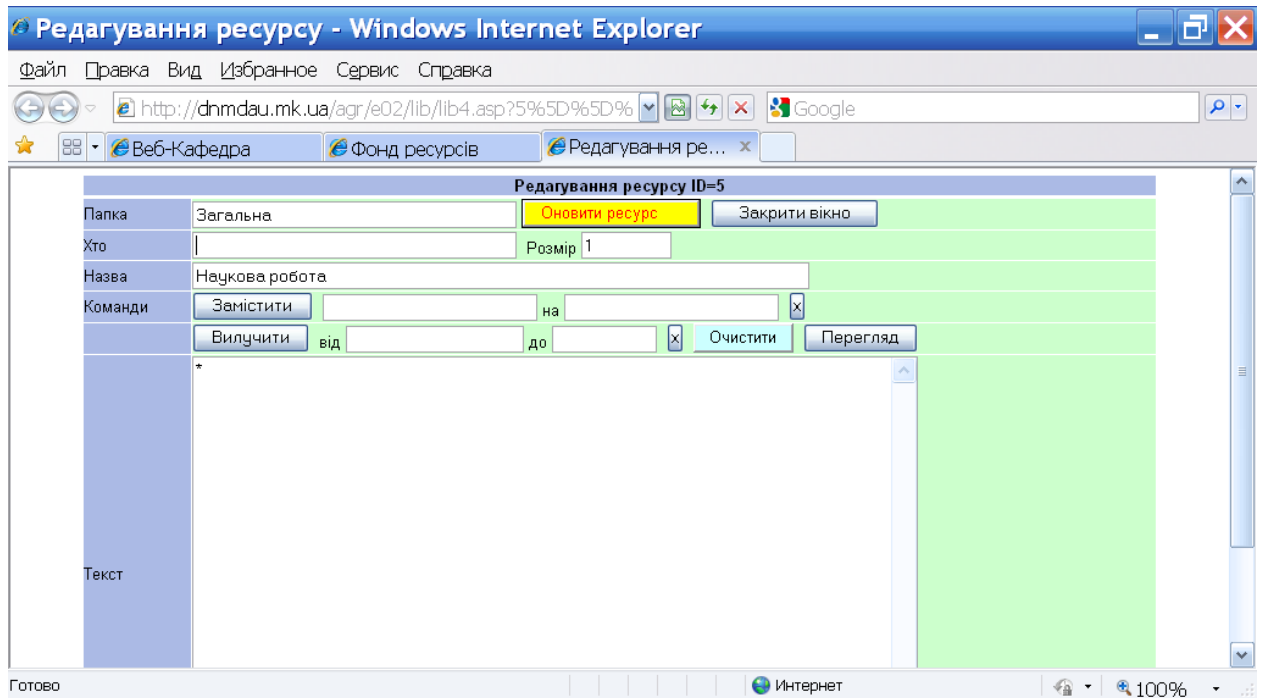 Редагування ресурсу - Windows Internet Explorer
Файл Правка Вид Избранное Сервис Справка
http://dnmdau.mk.ua/agr/e02/lib/lib4.asp?5%5D%5D% Google
Веб-Кафедра Фонд ресурсів Редагування ре... x
Редагування ресурсу ID=5
Папка Загальна Оновити ресурс Закрити вікно
Хто Розмір 1
Назва Наукова робота
Команди Замістити на x
Вилучити від до x Очистити Перегляд
*
Текст
Готово Интернет 100%